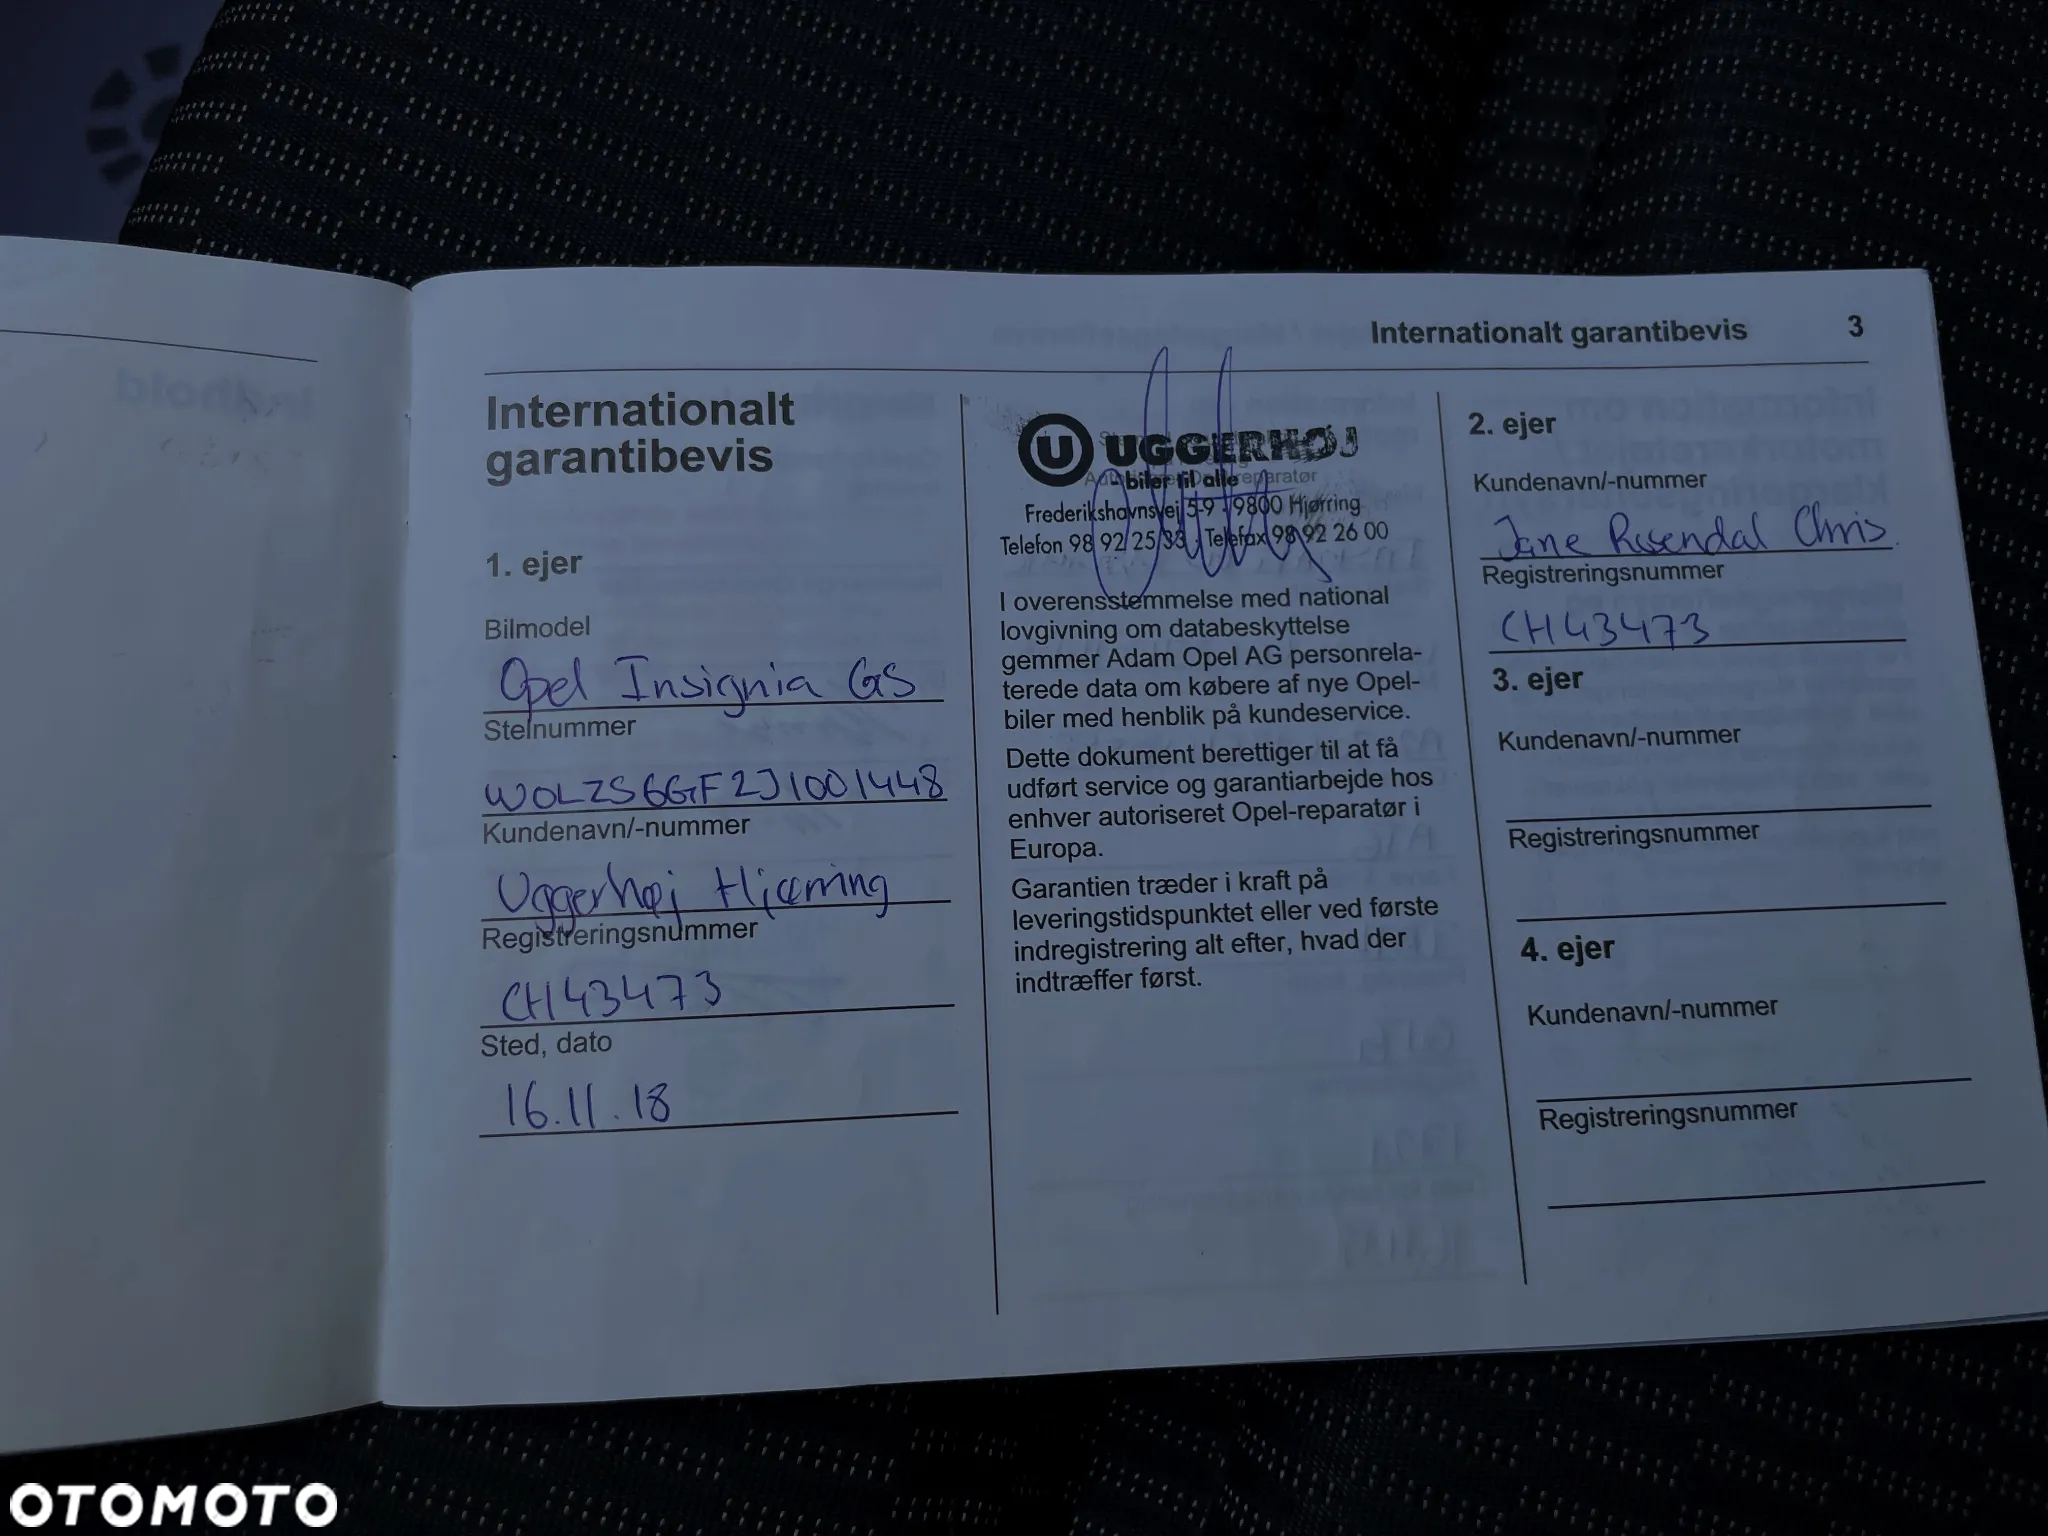 Internationalt garantibevis 3
Internationalt
garantibevis
1. ejer
Bilmodel
Opel Insignia GS
Stelnummer
W0LZS6GF2J1001448
Kundenavn/-nummer
Uggerhøj Hjørring
Registreringsnummer
CH43473
Sted, dato
16.11.18
U UGGERHØJ
- biler til alle
Frederikshavnsvej 5-9 - 9800 Hjørring
Telefon 98 92 25 33 - Telefax 98 92 26 00
I overensstemmelse med national
lovgivning om databeskyttelse
gemmer Adam Opel AG personrela-
terede data om købere af nye Opel-
biler med henblik på kundeservice.
Dette dokument berettiger til at få
udført service og garantiarbejde hos
enhver autoriseret Opel-reparatør i
Europa.
Garantien træder i kraft på
leveringstidspunktet eller ved første
indregistrering alt efter, hvad der
indtræffer først.
2. ejer
Kundenavn/-nummer
Jane Rosendal Chris.
Registreringsnummer
CH43473
3. ejer
Kundenavn/-nummer
Registreringsnummer
4. ejer
Kundenavn/-nummer
Registreringsnummer
OTOMOTO